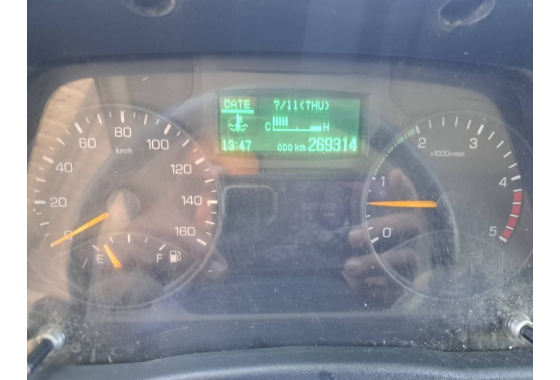 DATE 7/11(THU)
C H
13:47 ODO km 269314
0 20 40 60 80 100 120 140 160
km/h
E F
0 1 2 3 4 5
x1000r/min